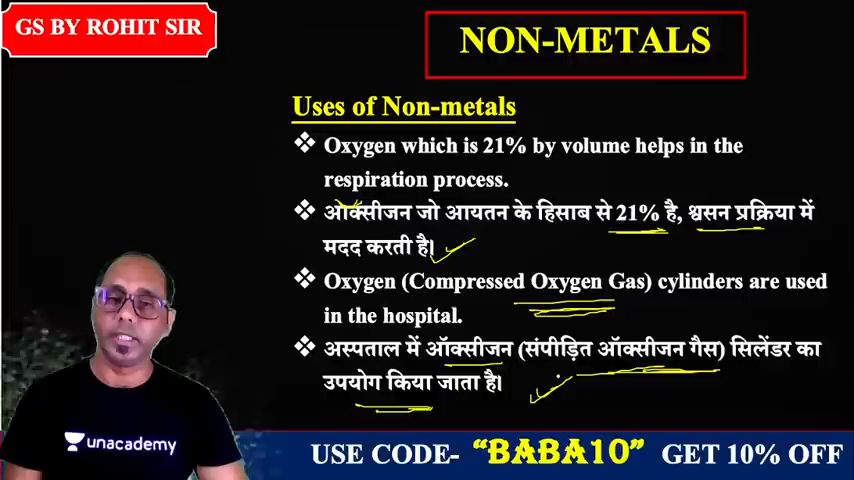 GS BY ROHIT SIR
NON-METALS
Uses of Non-metals
❖ Oxygen which is 21% by volume helps in the
respiration process.
❖ ऑक्सीजन जो आयतन के हिसाब से 21% है, श्वसन प्रक्रिया में
मदद करती है।
❖ Oxygen (Compressed Oxygen Gas) cylinders are used
in the hospital.
❖ अस्पताल में ऑक्सीजन (संपीड़ित ऑक्सीजन गैस) सिलेंडर का
उपयोग किया जाता है।
unacademy
USE CODE- “BABA10” GET 10% OFF